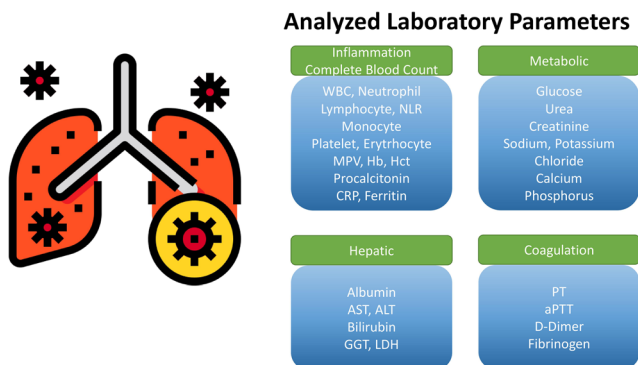 Analyzed Laboratory Parameters
Inflammation
Complete Blood Count
WBC, Neutrophil
Lymphocyte, NLR
Monocyte
Platelet, Eyrthrocyte
MPV, Hb, Hct
Procalcitonin
CRP, Ferritin
Metabolic
Glucose
Urea
Creatinine
Sodium, Potassium
Chloride
Calcium
Phosphorus
Hepatic
Albumin
AST, ALT
Bilirubin
GGT, LDH
Coagulation
PT
aPTT
D-Dimer
Fibrinogen